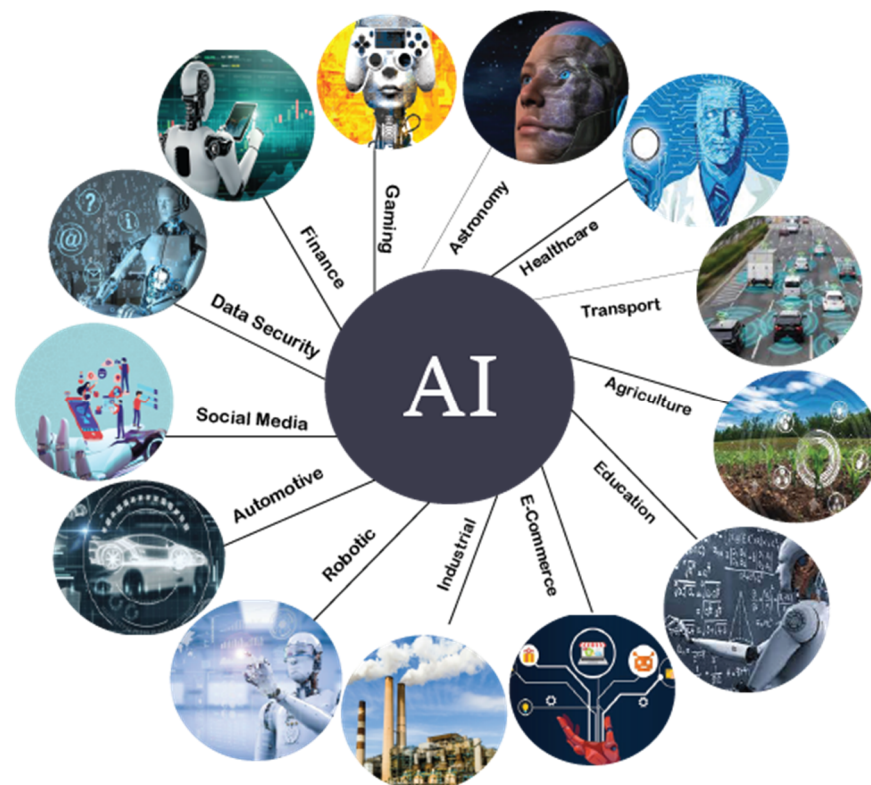 Gaming
Astronomy
Healthcare
Transport
Agriculture
Education
E-Commerce
Industrial
Robotic
Automotive
Social Media
Data Security
Finance
AI